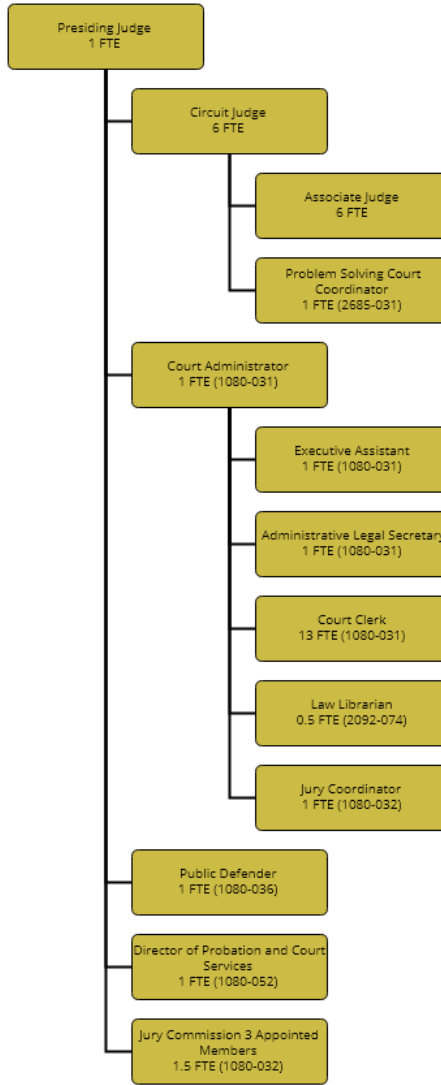 Presiding Judge
1 FTE
Circuit Judge
6 FTE
Associate Judge
6 FTE
Problem Solving Court
Coordinator
1 FTE (2685-031)
Court Administrator
1 FTE (1080-031)
Executive Assistant
1 FTE (1080-031)
Administrative Legal Secretary
1 FTE (1080-031)
Court Clerk
13 FTE (1080-031)
Law Librarian
0.5 FTE (2092-074)
Jury Coordinator
1 FTE (1080-032)
Public Defender
1 FTE (1080-036)
Director of Probation and Court
Services
1 FTE (1080-052)
Jury Commission 3 Appointed
Members
1.5 FTE (1080-032)